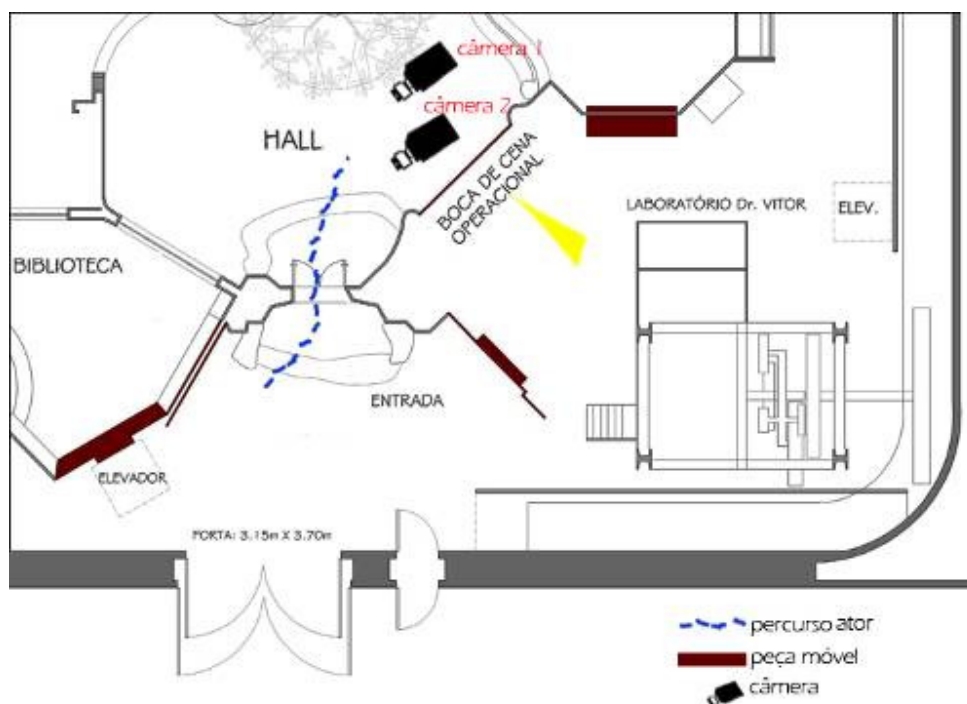 câmera 1
câmera 2
HALL
BOCA DE CENA
OPERACIONAL
LABORATÓRIO Dr. VITOR
ELEV.
BIBLIOTECA
ENTRADA
ELEVADOR
PORTA: 3.15m X 3.70m
percurso ator
peça móvel
câmera